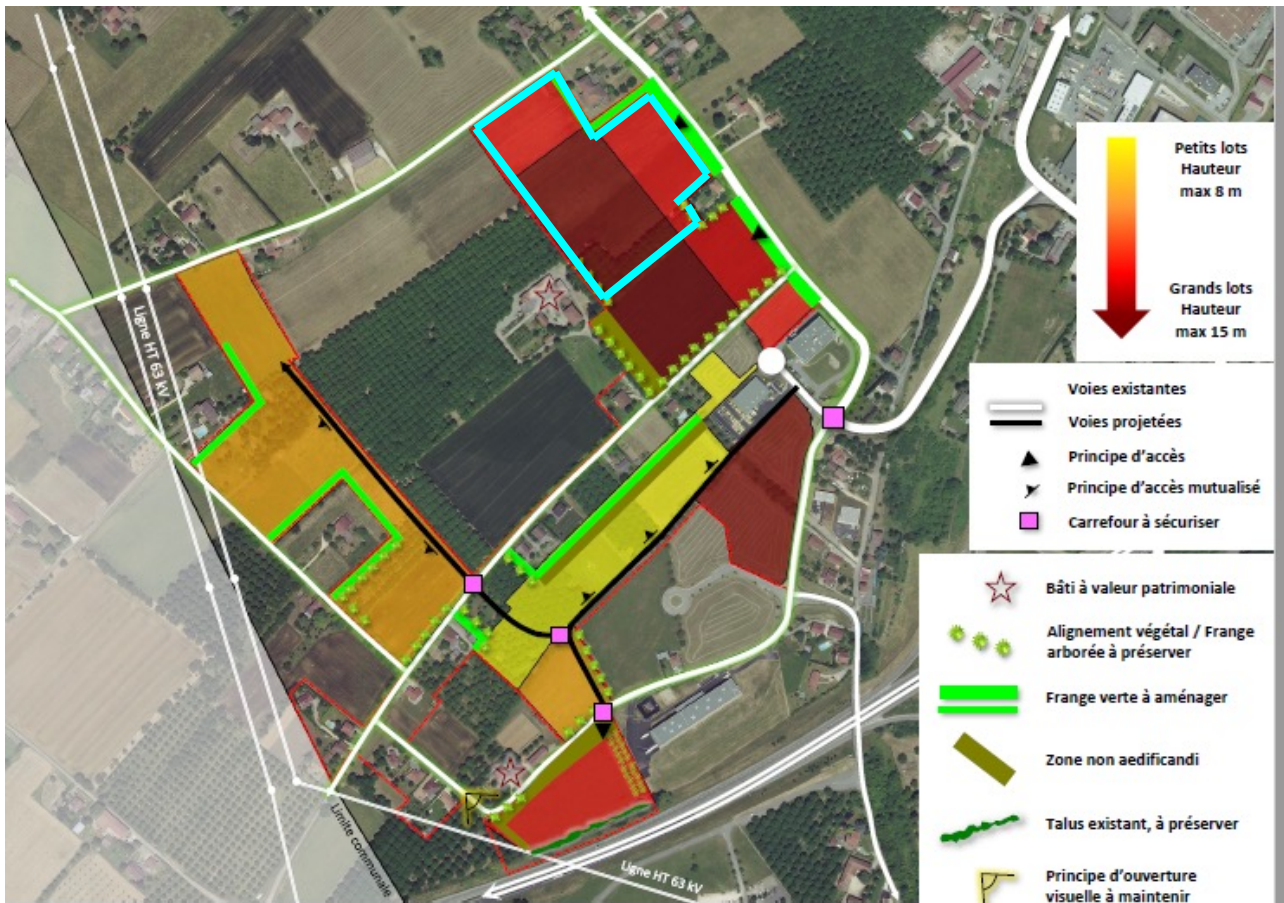 Petits lots
Hauteur
max 8 m
Grands lots
Hauteur
max 15 m
Voies existantes
Voies projetées
Principe d'accès
Principe d'accès mutualisé
Carrefour à sécuriser
Bâti à valeur patrimoniale
Alignement végétal / Frange
arborée à préserver
Frange verte à aménager
Zone non aedificandi
Talus existant, à préserver
Principe d'ouverture
visuelle à maintenir
Ligne HT 63 kV
Limite communale
Ligne HT 63 kV